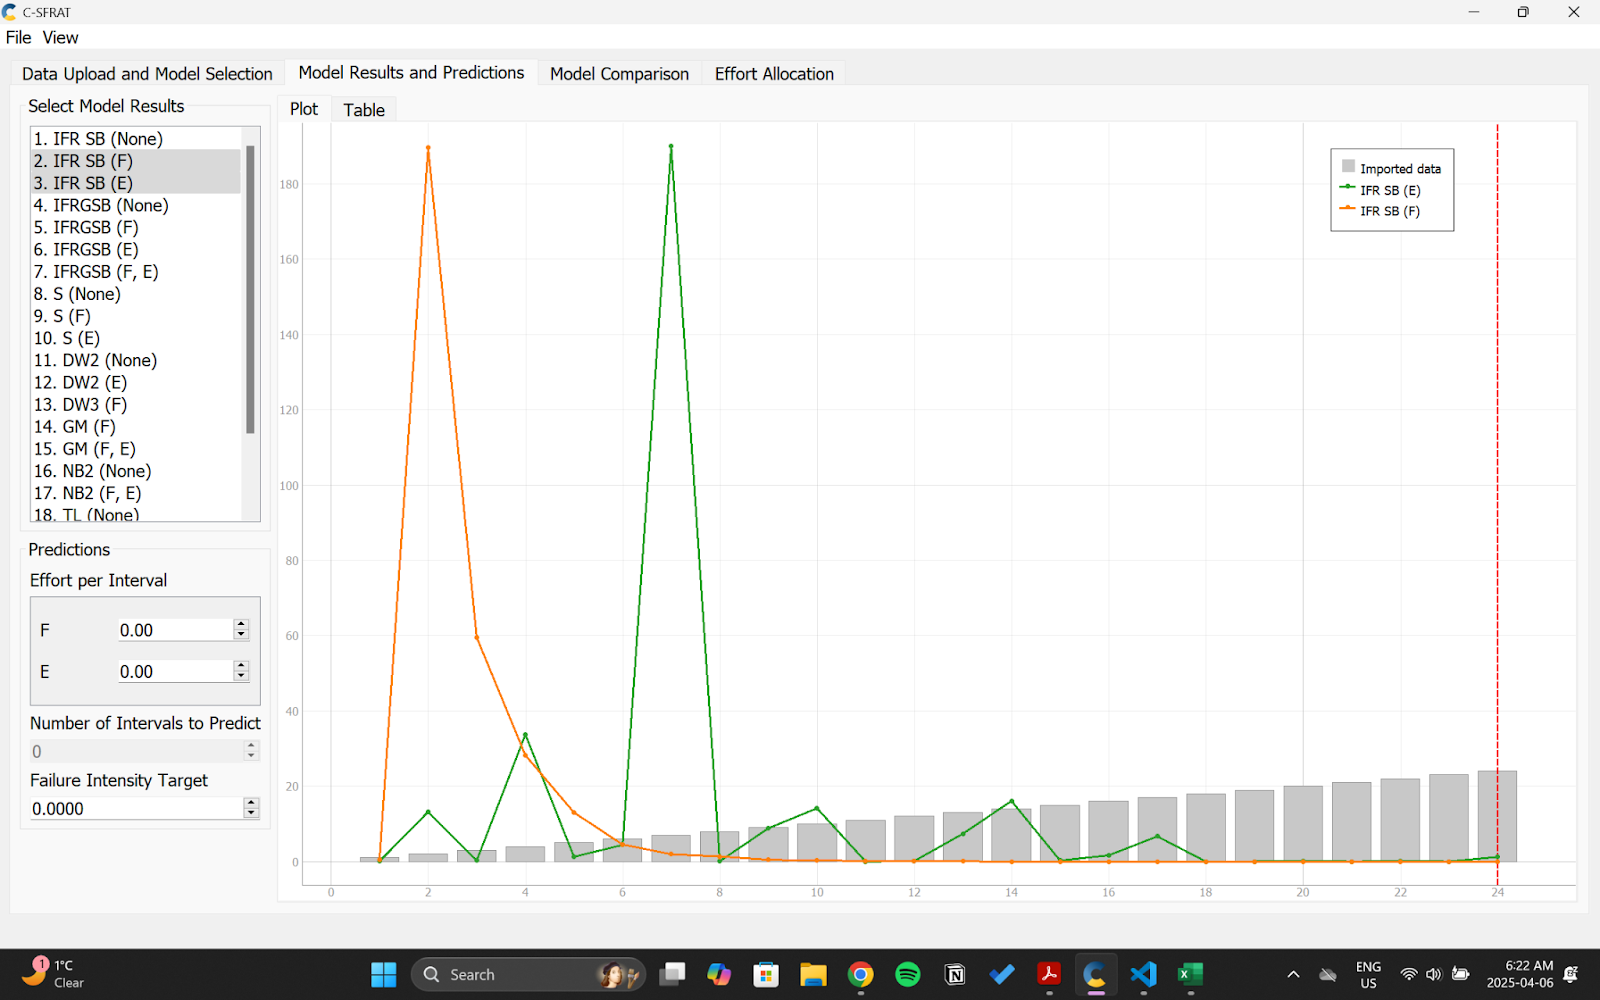 C-SFRAT
File View
Data Upload and Model Selection Model Results and Predictions Model Comparison Effort Allocation
Select Model Results
1. IFR SB (None)
2. IFR SB (F)
3. IFR SB (E)
4. IFRGSB (None)
5. IFRGSB (F)
6. IFRGSB (E)
7. IFRGSB (F, E)
8. S (None)
9. S (F)
10. S (E)
11. DW2 (None)
12. DW2 (E)
13. DW3 (F)
14. GM (F)
15. GM (F, E)
16. NB2 (None)
17. NB2 (F, E)
18. TL (None)
Predictions
Effort per Interval
F 0.00
E 0.00
Number of Intervals to Predict
0
Failure Intensity Target
0.0000
Plot Table
180
160
140
120
100
80
60
40
20
0
0 2 4 6 8 10 12 14 16 18 20 22 24
Imported data
IFR SB (E)
IFR SB (F)
1
1°C
Clear
Search
ENG
US
6:22 AM
2025-04-06